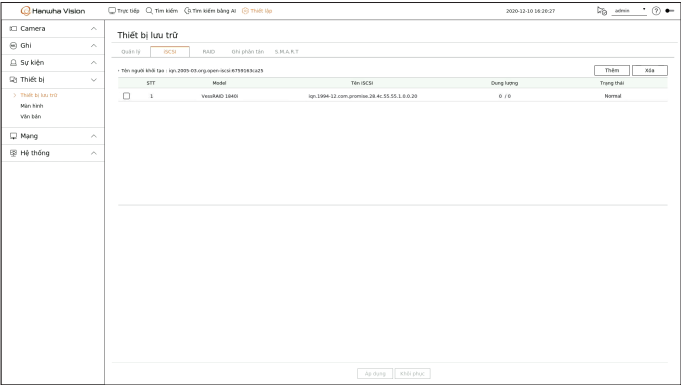 Hanwha Vision
Trực tiếp Tìm kiếm Tìm kiếm bằng AI Thiết lập 2020-12-10 16:20:27 admin
Camera
Ghi
Sự kiện
Thiết bị
Thiết bị lưu trữ
Màn hình
Văn bản
Mạng
Hệ thống
Thiết bị lưu trữ
Quản lý iSCSI RAID Ghi phân tán S.M.A.R.T
- Tên người khởi tạo : iqn.2005-03.org.open-iscsi:6759163ca25 Thêm Xóa
STT Model Tên iSCSI Dung lượng Trạng thái
1 VessRAID 1840i iqn.1994-12.com.promise.28.4c.55.55.1.0.0.20 0 / 0 Normal
Áp dụng Khôi phục